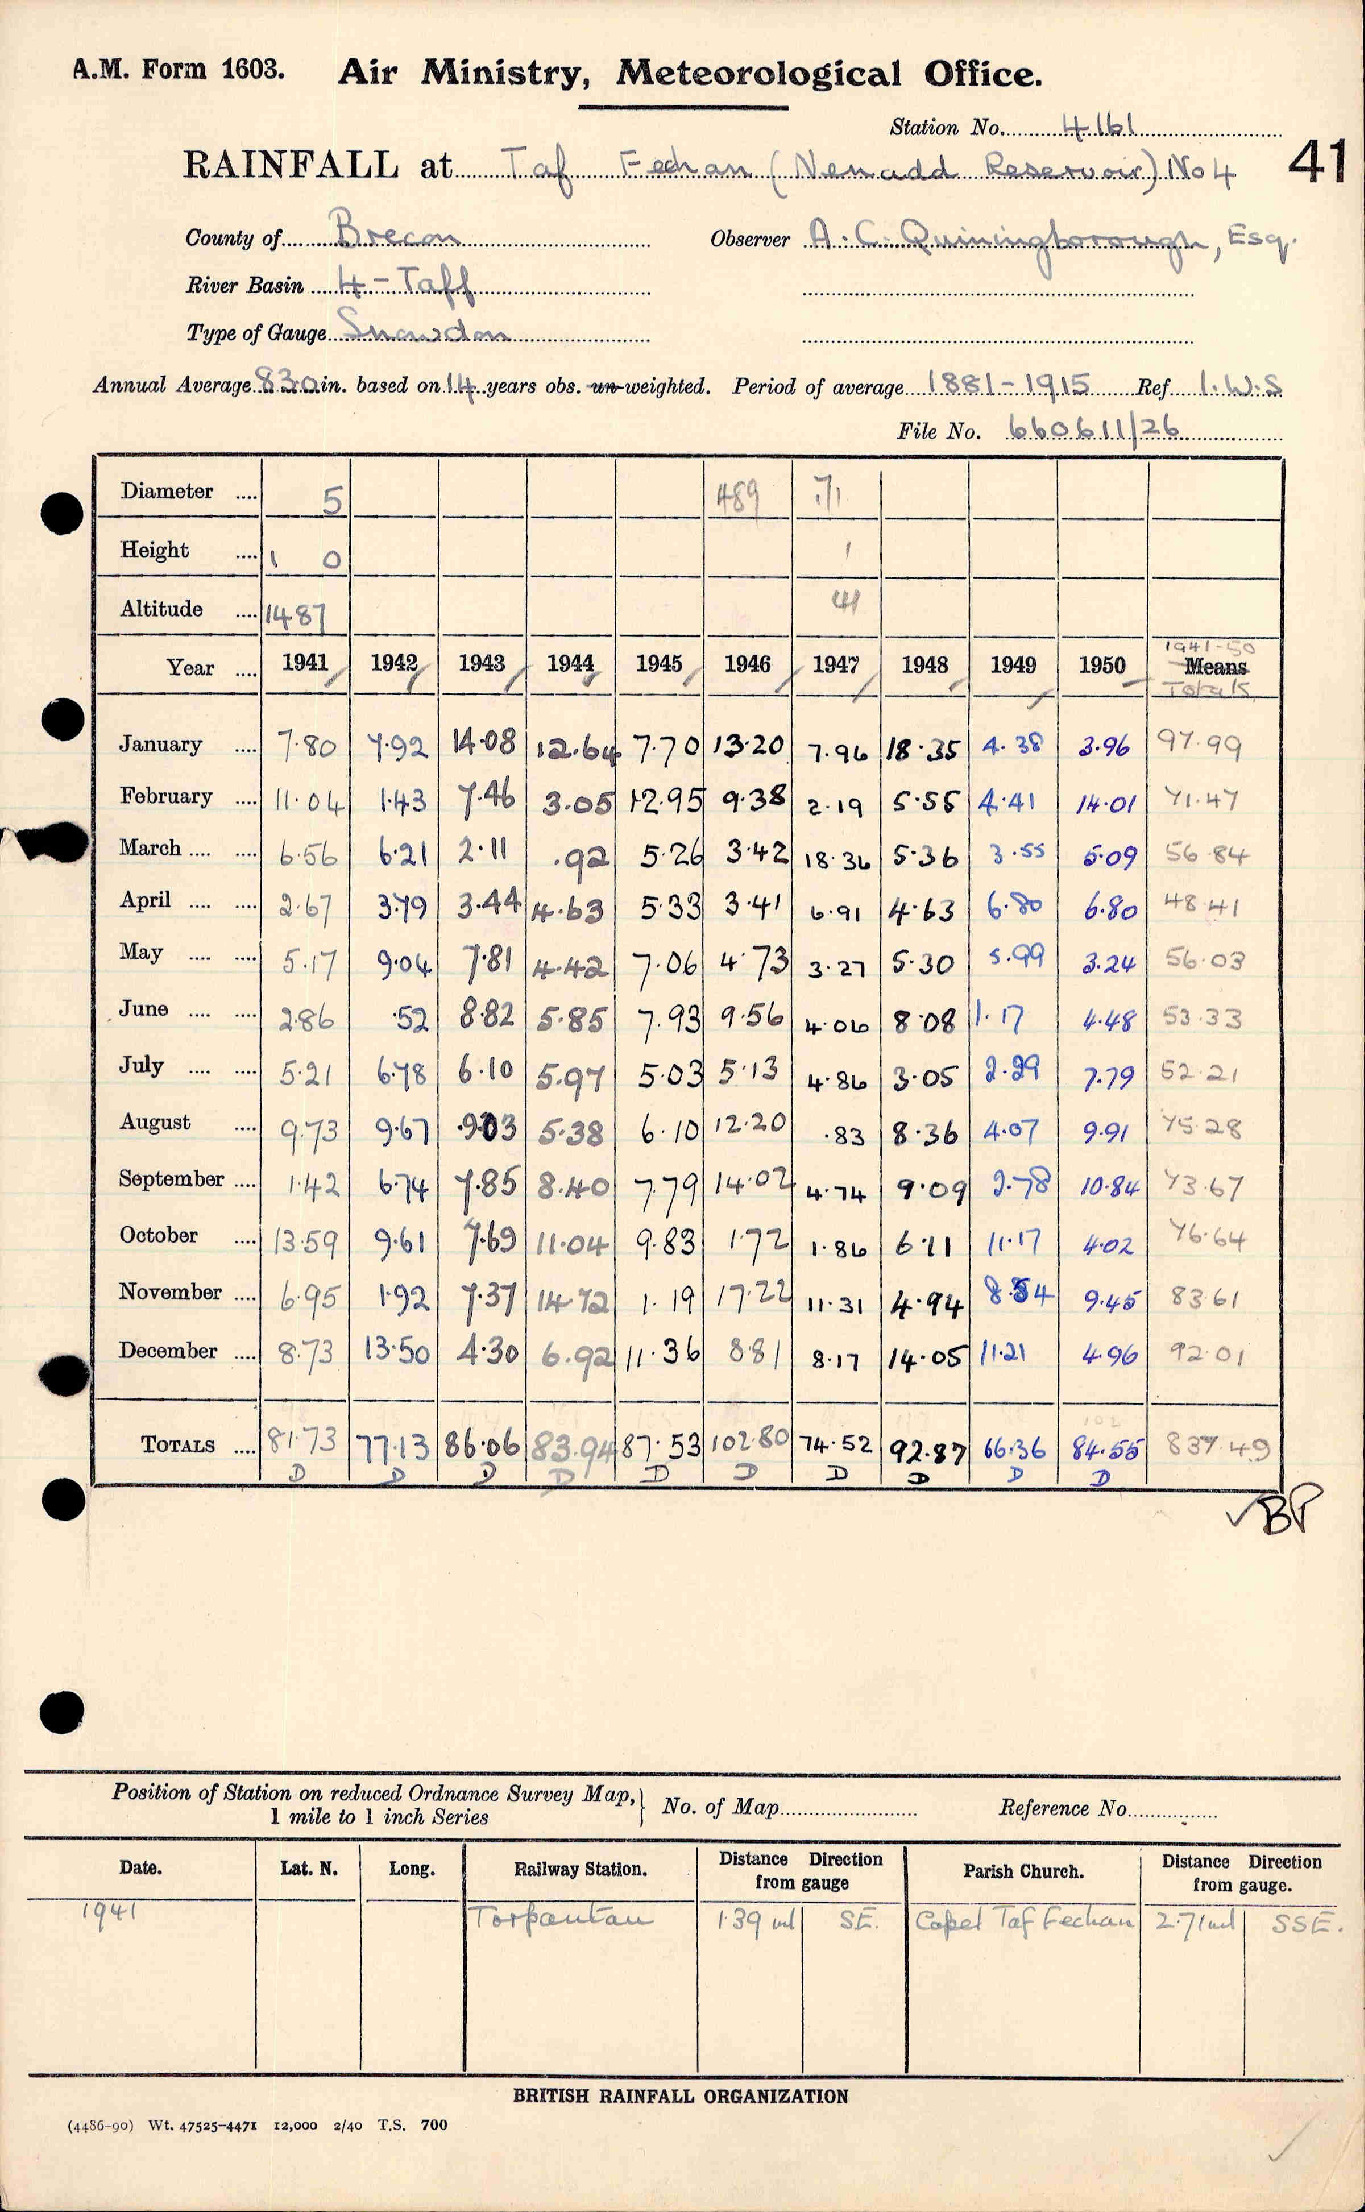 A.M. Form 1603. Air Ministry, Meteorological Office.
Station No. 4161
RAINFALL at Taf Fechan (Neuadd Reservoir) No 4 41
County of Brecon Observer A. C. Quiningborough, Esq.
River Basin 4 - Taff
Type of Gauge Snowdon
Annual Average 83.0 in. based on 14 years obs. un-weighted. Period of average 1881-1915 Ref I.W.S
File No. 660611/26
Diameter .... 5 489 .71
Height .... 1 0 1
Altitude .... 1487 41
1941-50
Year .... 1941 1942 1943 1944 1945 1946 1947 1948 1949 1950 Means
Totals
January .... 7.80 7.92 14.08 12.64 7.70 13.20 7.96 18.35 4.38 3.96 97.99
February .... 11.04 1.43 7.46 3.05 12.95 9.38 2.19 5.55 4.41 14.01 71.47
March .... .... 6.56 6.21 2.11 .92 5.26 3.42 18.36 5.36 3.55 5.09 56.84
April .... .... 2.67 3.79 3.44 4.63 5.33 3.41 6.91 4.63 6.80 6.80 48.41
May .... .... 5.17 9.04 7.81 4.42 7.06 4.73 3.27 5.30 5.99 3.24 56.03
June .... .... 2.86 .52 8.82 5.85 7.93 9.56 4.06 8.08 1.17 4.48 53.33
July .... .... 5.21 6.78 6.10 5.97 5.03 5.13 4.86 3.05 2.29 7.79 52.21
August .... 9.73 9.67 9.03 5.38 6.10 12.20 .83 8.36 4.07 9.91 75.28
September .... 1.42 6.74 7.85 8.40 7.79 14.02 4.74 9.09 2.78 10.84 73.67
October .... 13.59 9.61 7.69 11.04 9.83 1.72 1.86 6.11 11.17 4.02 76.64
November .... 6.95 1.92 7.37 14.72 1.19 17.22 11.31 4.94 8.54 9.45 83.61
December .... 8.73 13.50 4.30 6.92 11.36 8.81 8.17 14.05 11.21 4.96 92.01
TOTALS .... 81.73 77.13 86.06 83.94 87.53 102.80 74.52 92.87 66.36 84.55 837.49
D D D D D D D D D D
BP
Position of Station on reduced Ordnance Survey Map,} No. of Map Reference No.
1 mile to 1 inch Series
Date. Lat. N. Long. Railway Station. Distance from gauge Direction Parish Church. Distance Direction from gauge.
1941 Torpantau 1.39 ml SE. Capel Taf Fechan 2.71 ml SSE.
BRITISH RAINFALL ORGANIZATION
(4486-90) Wt. 47525-4471 12,000 2/40 T.S. 700